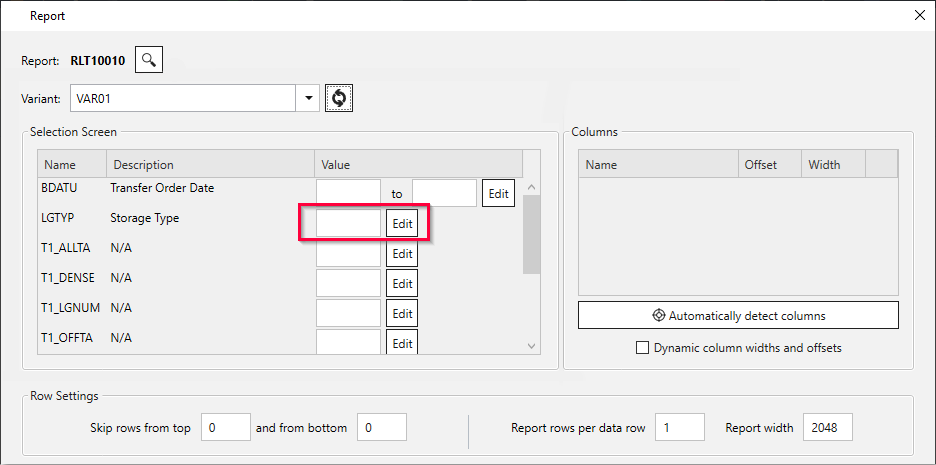 Report
Report: RLT10010
Variant: VAR01
Selection Screen
Name Description Value
BDATU Transfer Order Date to Edit
LGTYP Storage Type Edit
T1_ALLTA N/A Edit
T1_DENSE N/A Edit
T1_LGNUM N/A Edit
T1_OFFTA N/A Edit
Columns
Name Offset Width
Automatically detect columns
Dynamic column widths and offsets
Row Settings
Skip rows from top 0 and from bottom 0 Report rows per data row 1 Report width 2048